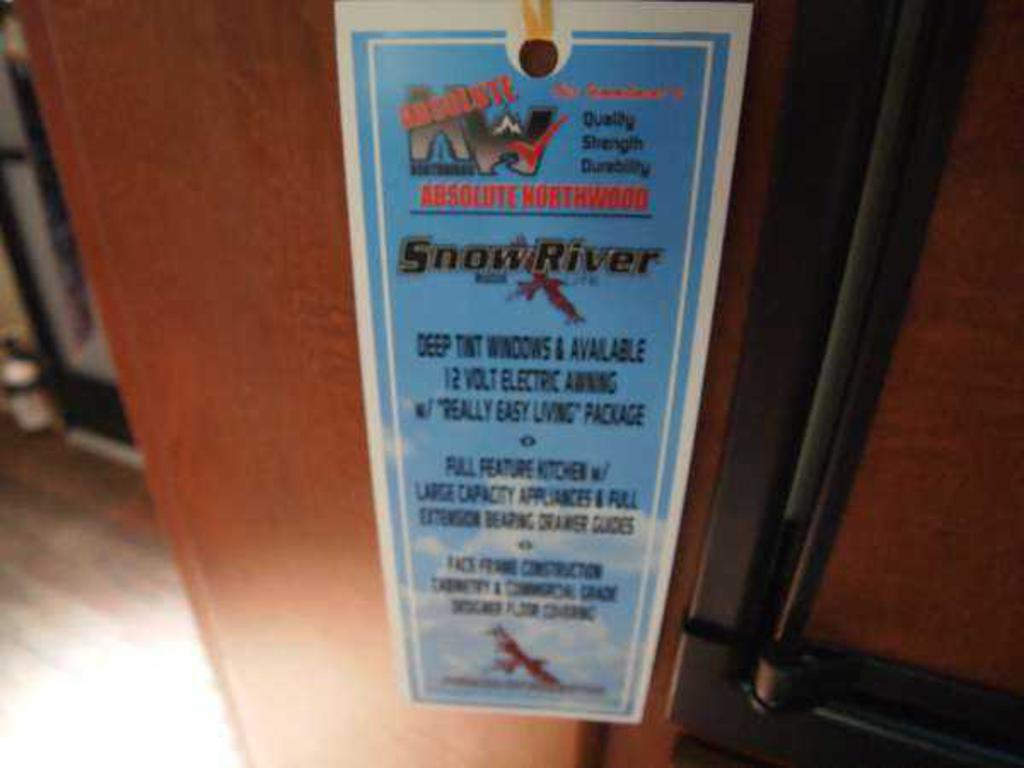 ABSOLUTE
NW
NORTHWOOD
Quality
Strength
Durability
ABSOLUTE NORTHWOOD
Snow River
DEEP TINT WINDOWS & AVAILABLE
12 VOLT ELECTRIC AWNING
w/ "REALLY EASY LIVING" PACKAGE
FULL FEATURE KITCHEN w/
LARGE CAPACITY APPLIANCES & FULL
EXTENSION BEARING DRAWER GUIDES
FACE FRAME CONSTRUCTION
CABINETRY & COMMERCIAL GRADE
DESIGNER FLOOR COVERING